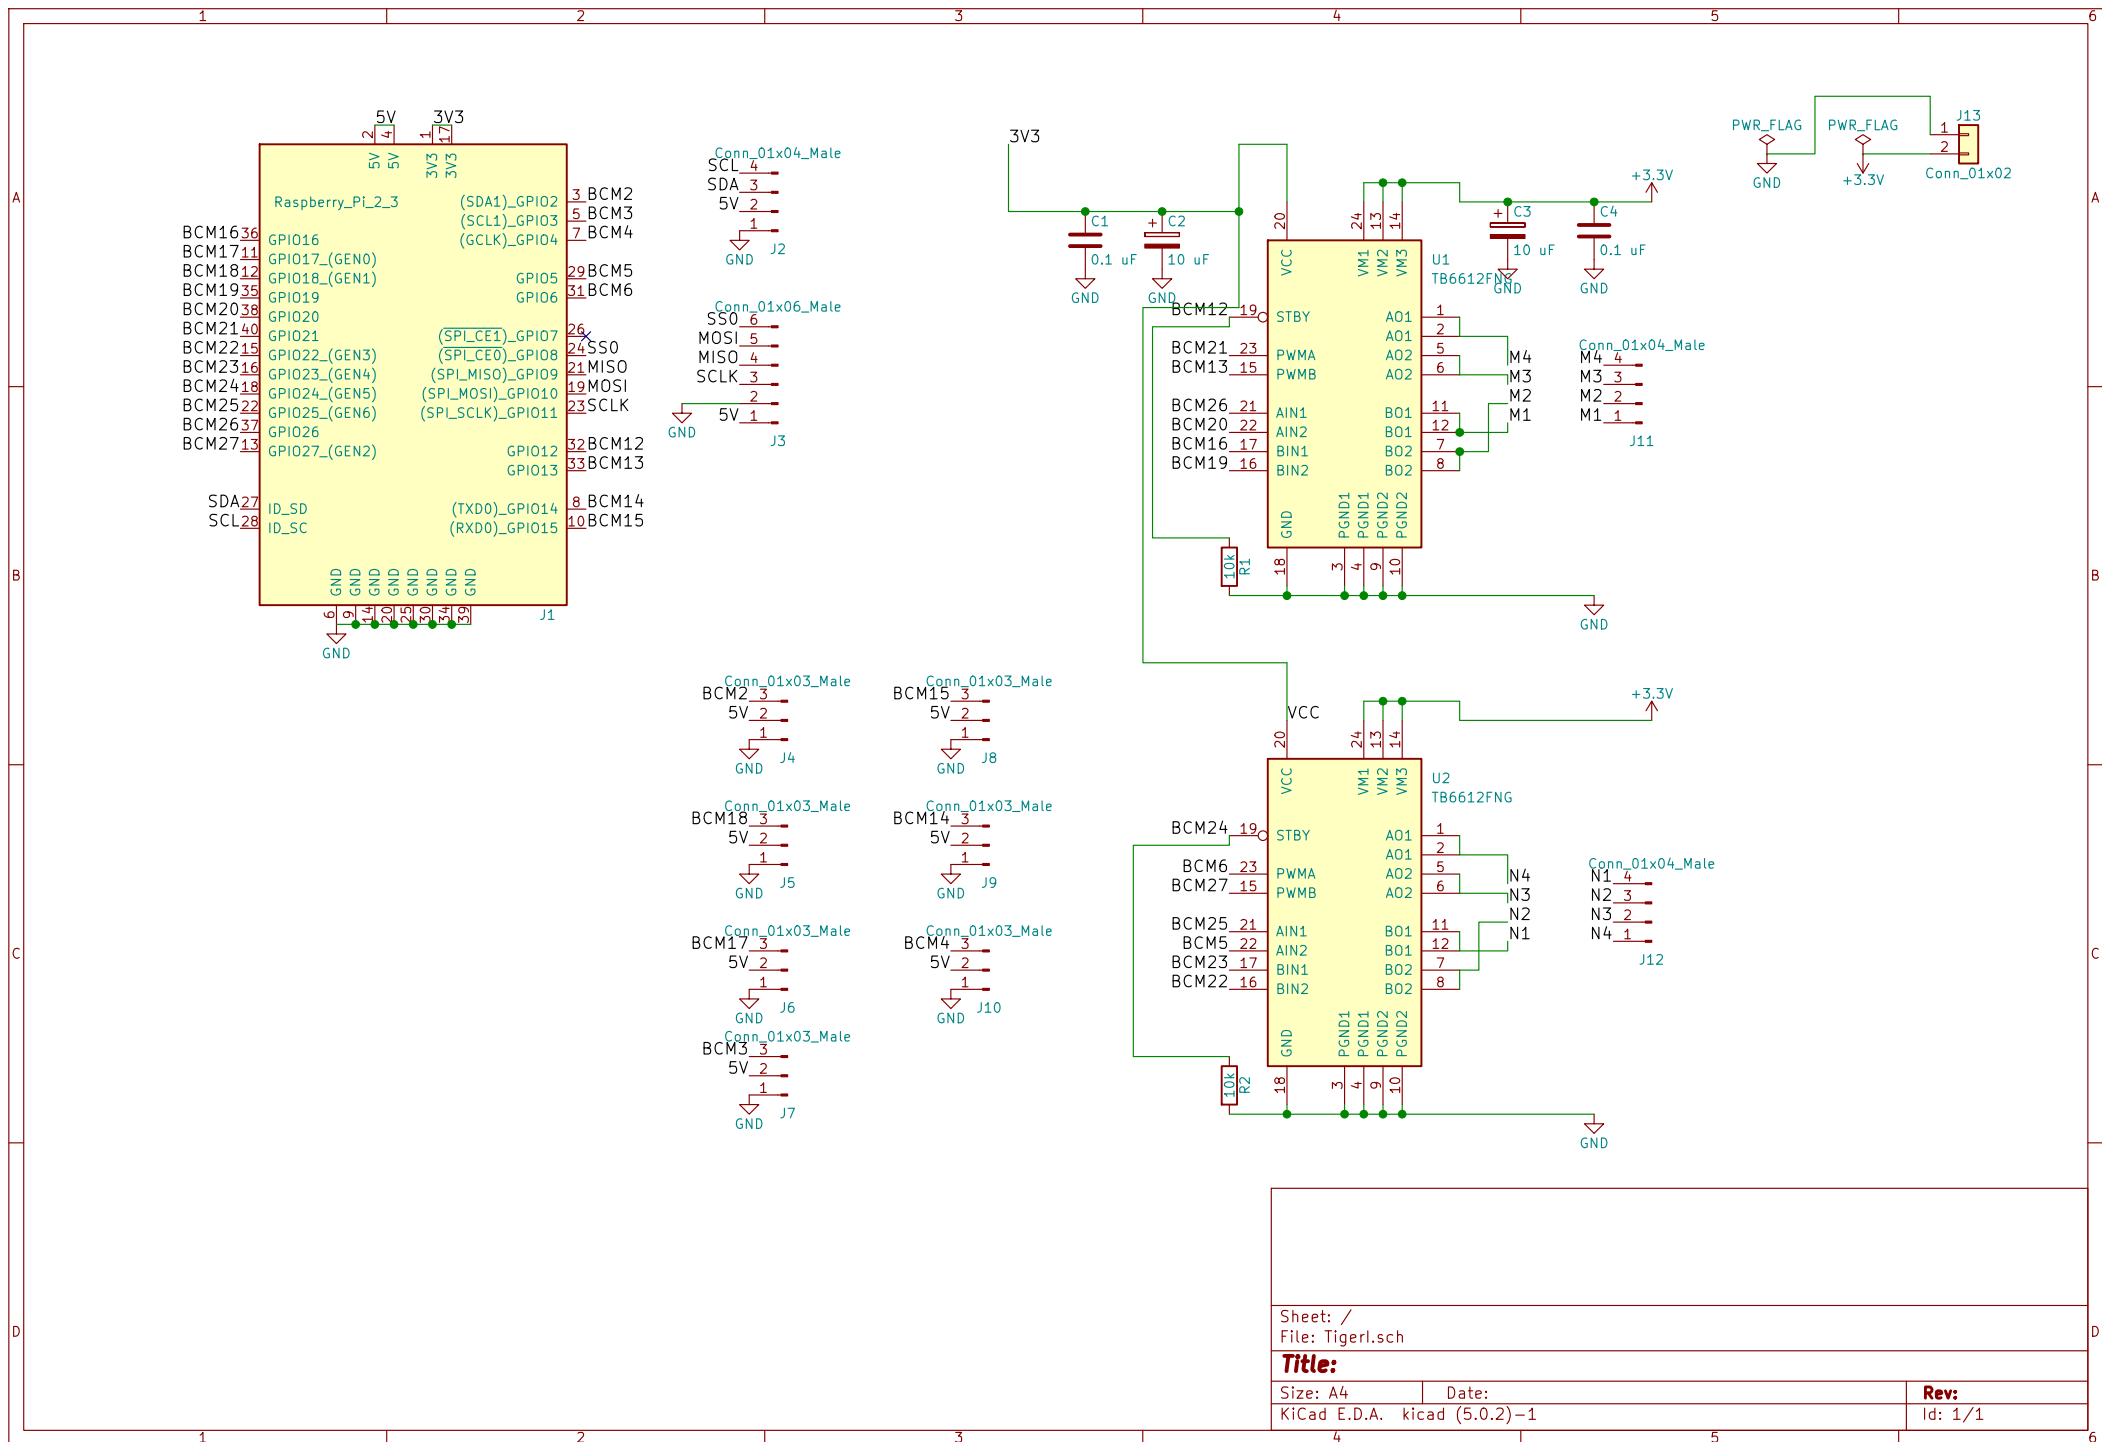 1 2 3 4 5 6
A
B
C
D
5V 3V3
2 4 1 17
5V 5V 3V3 3V3
Raspberry_Pi_2_3
BCM16 36 GPIO16
BCM17 11 GPIO17_(GEN0)
BCM18 12 GPIO18_(GEN1)
BCM19 35 GPIO19
BCM20 38 GPIO20
BCM21 40 GPIO21
BCM22 15 GPIO22_(GEN3)
BCM23 16 GPIO23_(GEN4)
BCM24 18 GPIO24_(GEN5)
BCM25 22 GPIO25_(GEN6)
BCM26 37 GPIO26
BCM27 13 GPIO27_(GEN2)
SDA 27 ID_SD
SCL 28 ID_SC
(SDA1)_GPIO2 3 BCM2
(SCL1)_GPIO3 5 BCM3
(GCLK)_GPIO4 7 BCM4
GPIO5 29 BCM5
GPIO6 31 BCM6
(SPI_CE1)_GPIO7 26
(SPI_CE0)_GPIO8 24 SS0
(SPI_MISO)_GPIO9 21 MISO
(SPI_MOSI)_GPIO10 19 MOSI
(SPI_SCLK)_GPIO11 23 SCLK
GPIO12 32 BCM12
GPIO13 33 BCM13
(TXD0)_GPIO14 8 BCM14
(RXD0)_GPIO15 10 BCM15
GND GND GND GND GND GND GND GND
6 9 14 20 25 30 34 39
J1
GND
Conn_01x04_Male
SCL 4
SDA 3
5V 2
1
GND
J2
Conn_01x06_Male
SS0 6
MOSI 5
MISO 4
SCLK 3
2
5V 1
GND
J3
Conn_01x03_Male
BCM2 3
5V 2
1
GND
J4
Conn_01x03_Male
BCM15 3
5V 2
1
GND
J8
Conn_01x03_Male
BCM18 3
5V 2
1
GND
J5
Conn_01x03_Male
BCM14 3
5V 2
1
GND
J9
Conn_01x03_Male
BCM17 3
5V 2
1
GND
J6
Conn_01x03_Male
BCM4 3
5V 2
1
GND
J10
Conn_01x03_Male
BCM3 3
5V 2
1
GND
J7
3V3
C1
0.1 uF
GND
+ C2
10 uF
GND
20 24 13 14
VCC VM1 VM2 VM3
U1
TB6612FNG
BCM12 19 STBY
BCM21 23 PWMA
BCM13 15 PWMB
BCM26 21 AIN1
BCM20 22 AIN2
BCM16 17 BIN1
BCM19 16 BIN2
AO1 1
AO1 2
AO2 5
AO2 6
BO1 11
BO1 12
BO2 7
BO2 8
M4
M3
M2
M1
GND PGND1 PGND1 PGND2 PGND2
18 3 4 9 10
10k R1
GND
+3.3V
+ C3
10 uF
GND
C4
0.1 uF
GND
Conn_01x04_Male
M4 4
M3 3
M2 2
M1 1
J11
PWR_FLAG
GND
PWR_FLAG
+3.3V
J13
1
2
Conn_01x02
VCC
+3.3V
20 24 13 14
VCC VM1 VM2 VM3
U2
TB6612FNG
BCM24 19 STBY
BCM6 23 PWMA
BCM27 15 PWMB
BCM25 21 AIN1
BCM5 22 AIN2
BCM23 17 BIN1
BCM22 16 BIN2
AO1 1
AO1 2
AO2 5
AO2 6
BO1 11
BO1 12
BO2 7
BO2 8
N4
N3
N2
N1
GND PGND1 PGND1 PGND2 PGND2
18 3 4 9 10
10k R2
GND
Conn_01x04_Male
N1 4
N2 3
N3 2
N4 1
J12
Sheet: /
File: TigerI.sch
Title:
Size: A4 Date: Rev:
KiCad E.D.A. kicad (5.0.2)-1 Id: 1/1
A
B
C
D
1 2 3 4 5 6